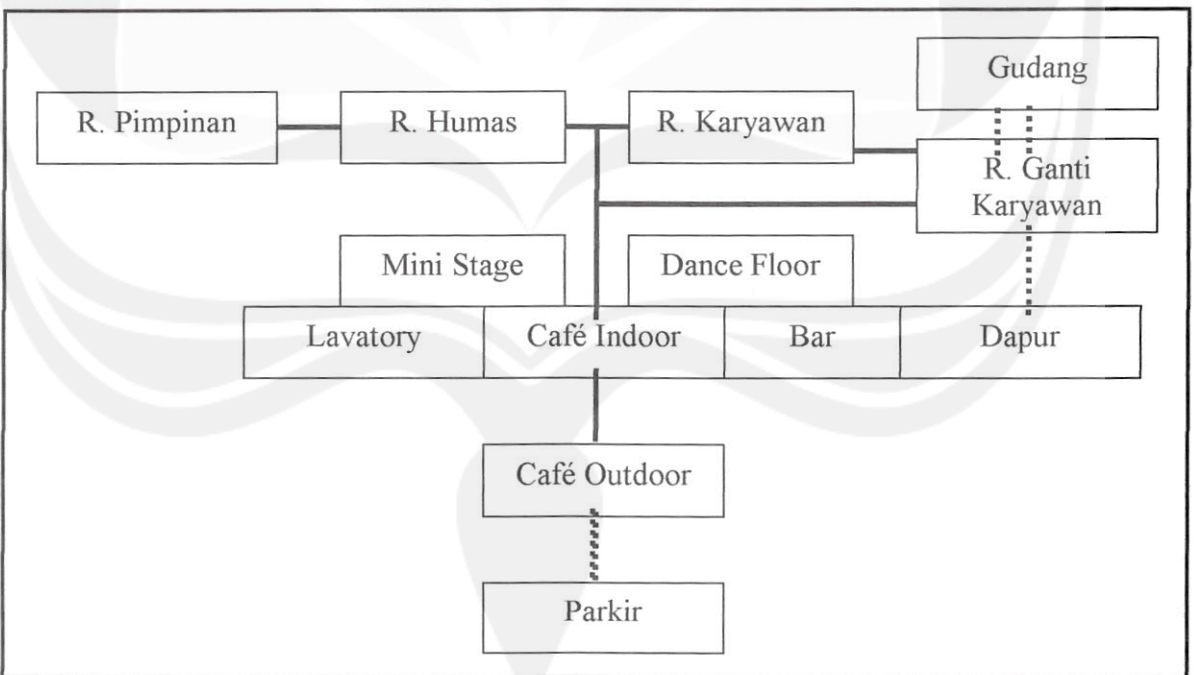 Gudang
R. Pimpinan
R. Humas
R. Karyawan
R. Ganti
Karyawan
Mini Stage
Dance Floor
Lavatory
Café Indoor
Bar
Dapur
Café Outdoor
Parkir